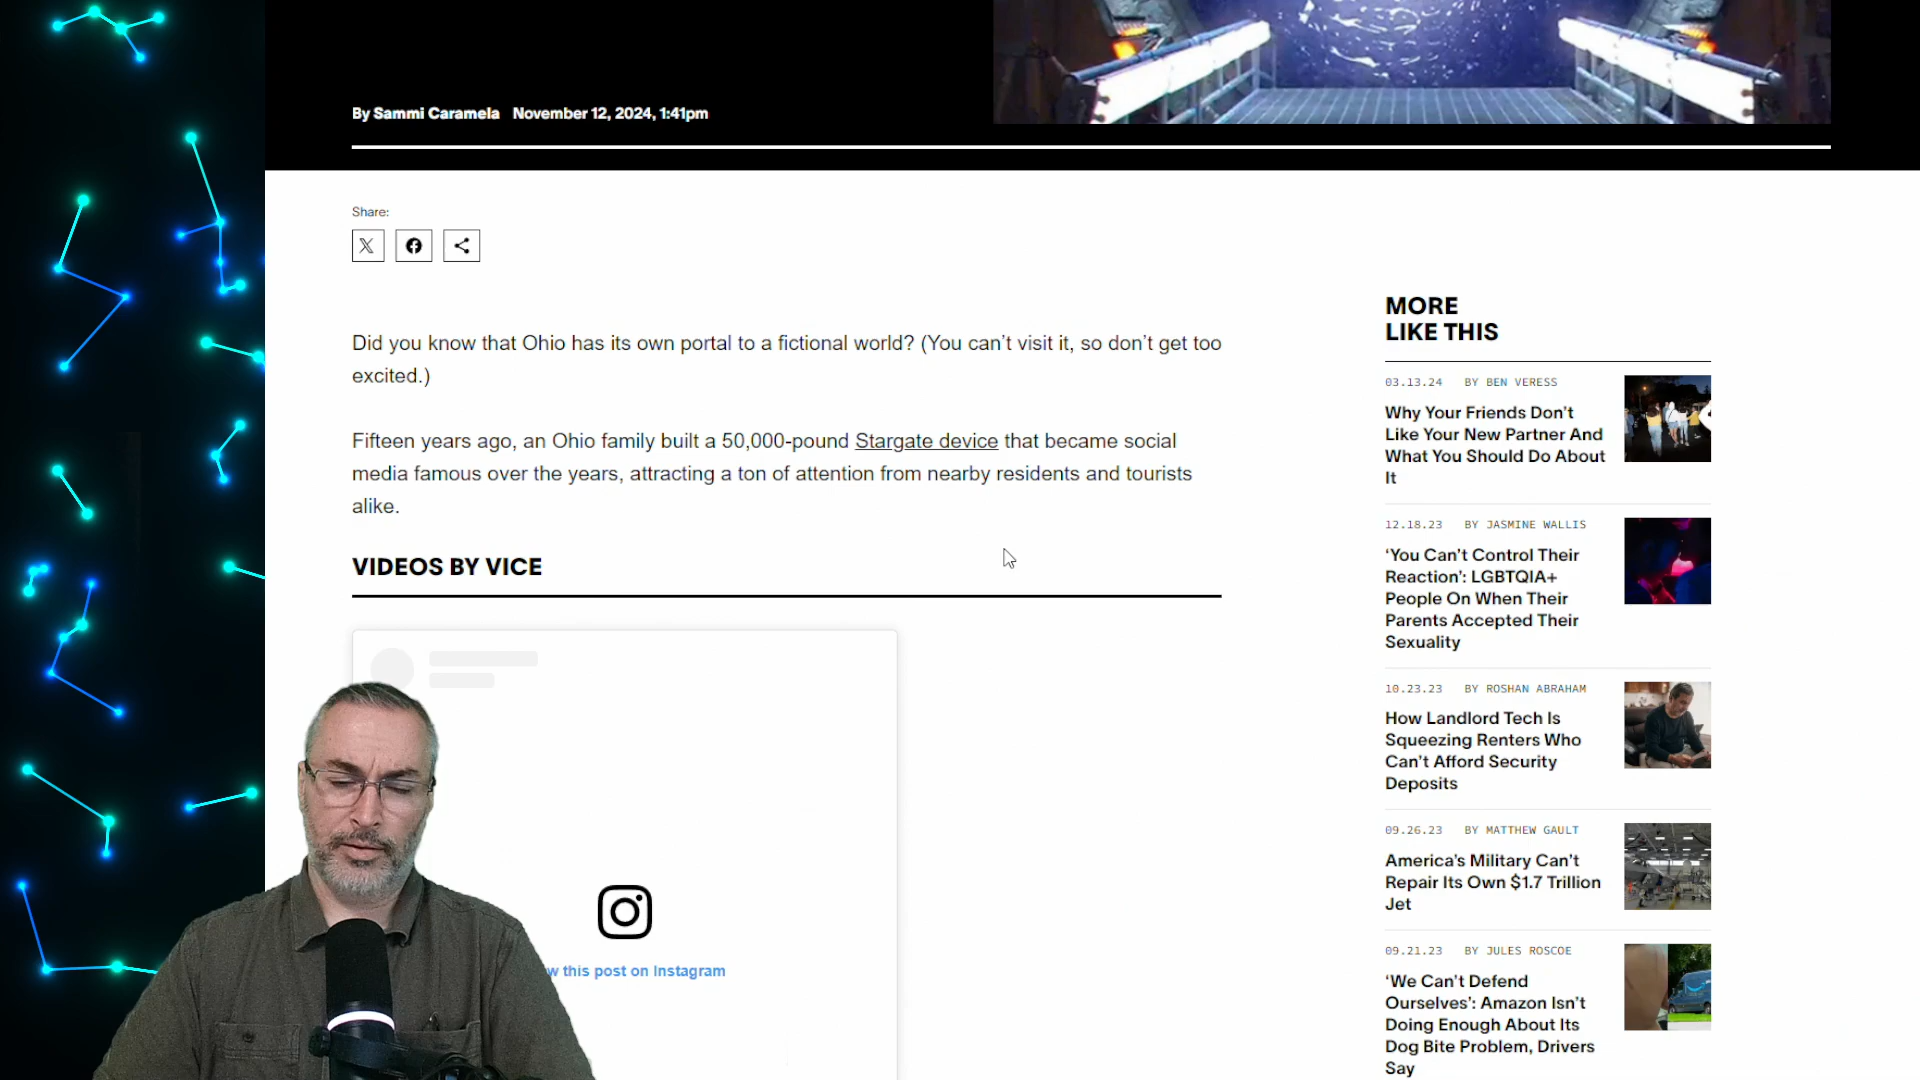 By Sammi Caramela November 12, 2024, 1:41pm
Share:
Did you know that Ohio has its own portal to a fictional world? (You can’t visit it, so don’t get too
excited.)
Fifteen years ago, an Ohio family built a 50,000-pound Stargate device that became social
media famous over the years, attracting a ton of attention from nearby residents and tourists
alike.
VIDEOS BY VICE
w this post on Instagram
MORE
LIKE THIS
03.13.24 BY BEN VERESS
Why Your Friends Don’t
Like Your New Partner And
What You Should Do About
It
12.18.23 BY JASMINE WALLIS
‘You Can’t Control Their
Reaction’: LGBTQIA+
People On When Their
Parents Accepted Their
Sexuality
10.23.23 BY ROSHAN ABRAHAM
How Landlord Tech Is
Squeezing Renters Who
Can’t Afford Security
Deposits
09.26.23 BY MATTHEW GAULT
America’s Military Can’t
Repair Its Own $1.7 Trillion
Jet
09.21.23 BY JULES ROSCOE
‘We Can’t Defend
Ourselves’: Amazon Isn’t
Doing Enough About Its
Dog Bite Problem, Drivers
Say